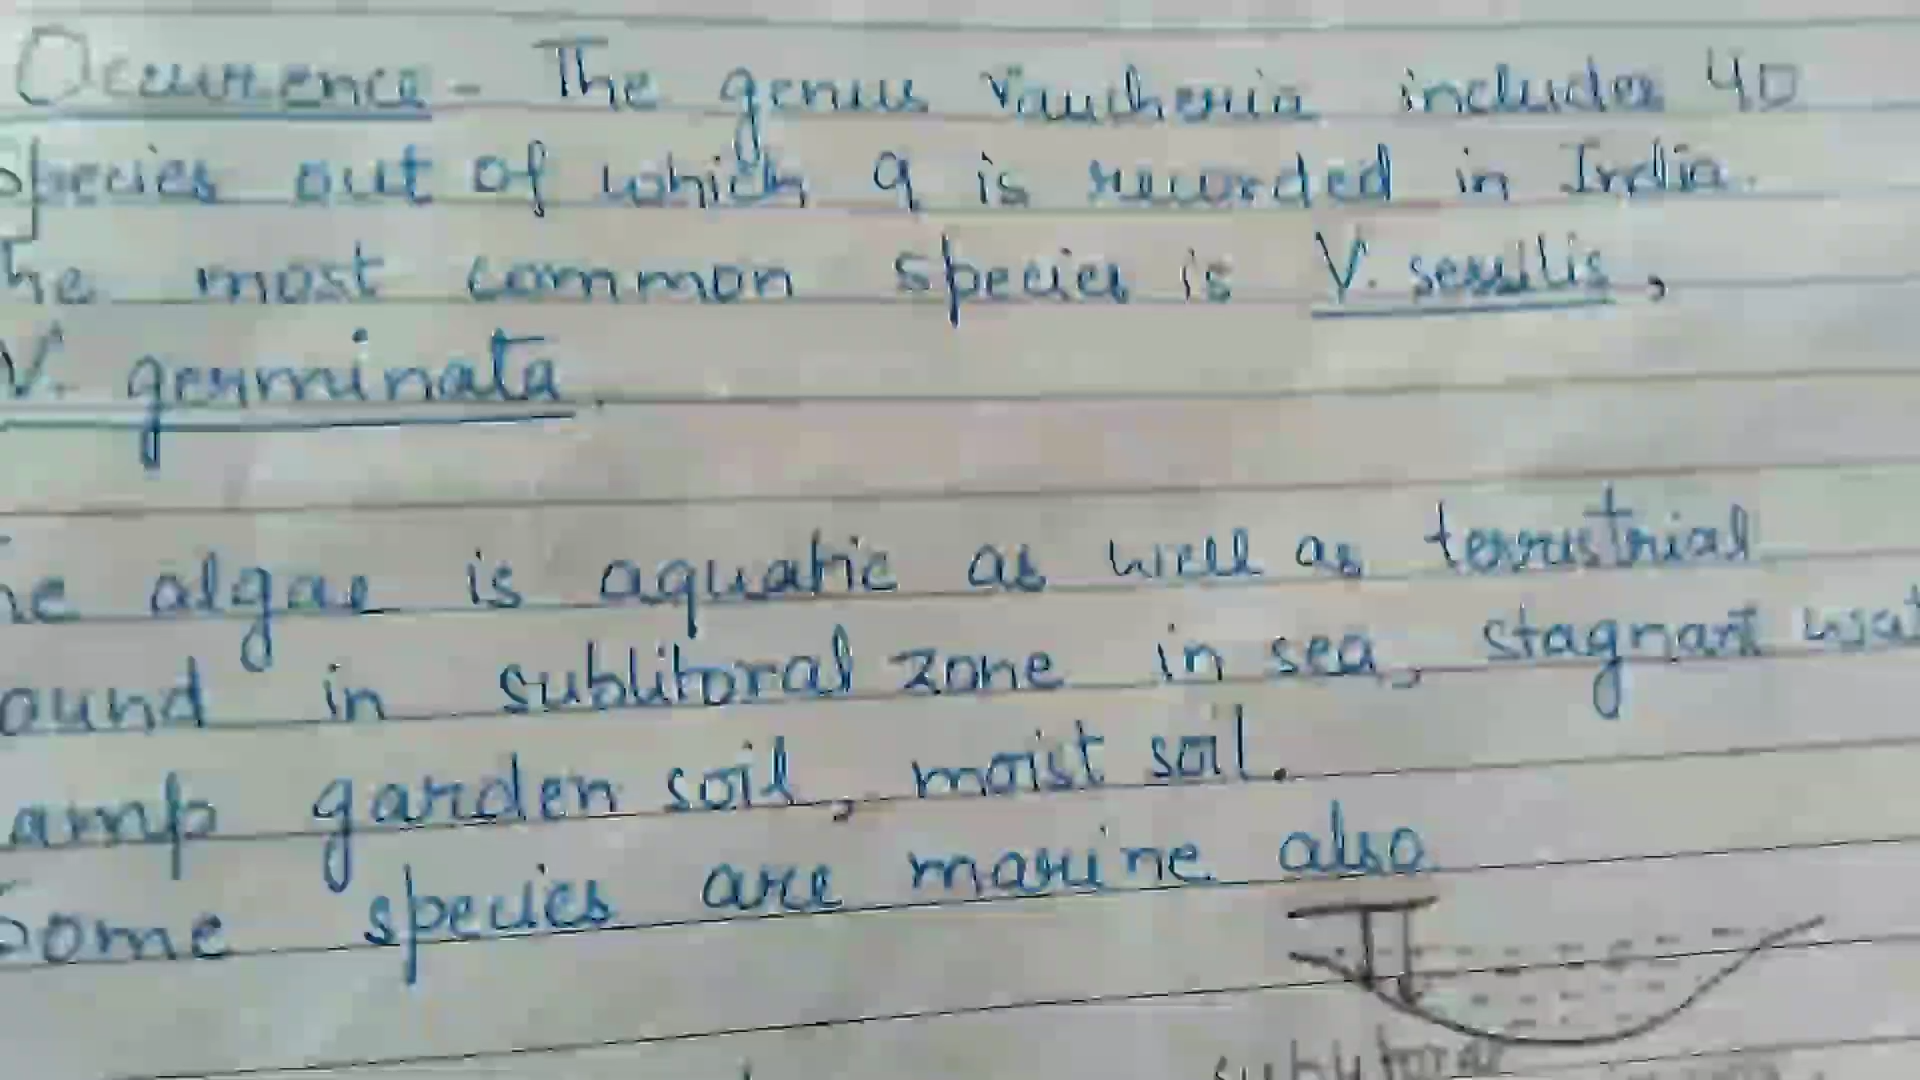 Occurrence - The genus Vaucheria includes 40
species out of which 9 is recorded in India.
he most common species is V. sessilis,
V. germinata.
he algae is aquatic as well as terrestrial
ound in sublitoral zone in sea, stagnant wat
amp garden soil, moist soil.
Some species are marine also